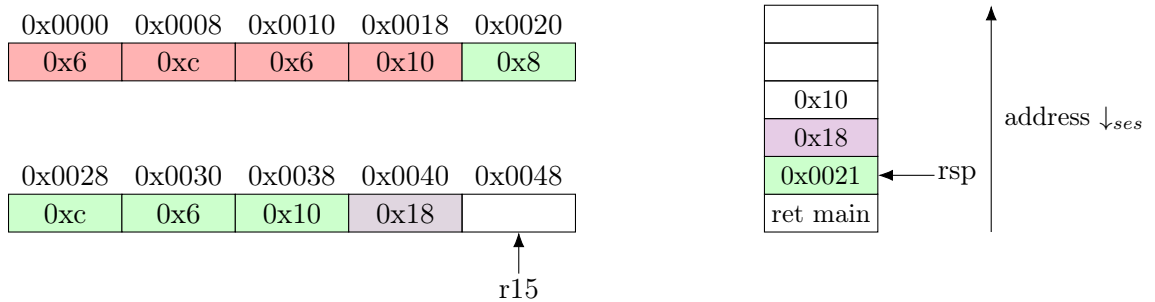 0x0000 0x0008 0x0010 0x0018 0x0020
0x6 0xc 0x6 0x10 0x8
0x0028 0x0030 0x0038 0x0040 0x0048
0xc 0x6 0x10 0x18
r15
0x10
0x18
0x0021
ret main
rsp
address ↓ses